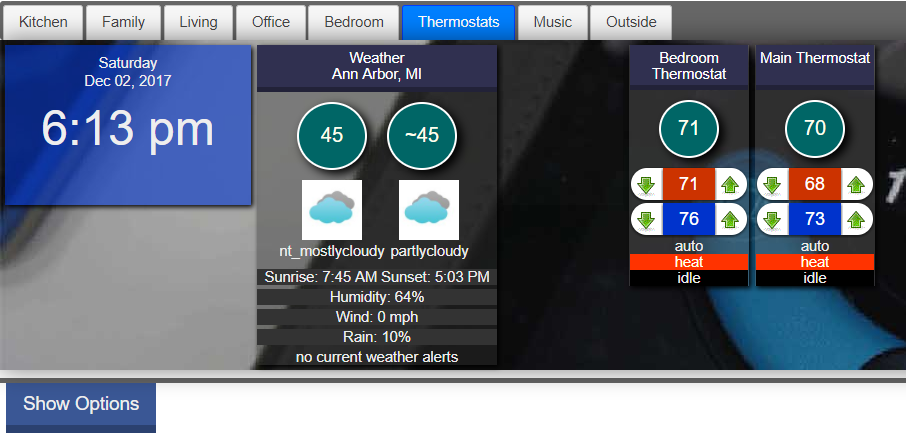 Kitchen Family Living Office Bedroom Thermostats Music Outside
Saturday
Dec 02, 2017
6:13 pm
Weather
Ann Arbor, MI
45 ~45
nt_mostlycloudy partlycloudy
Sunrise: 7:45 AM Sunset: 5:03 PM
Humidity: 64%
Wind: 0 mph
Rain: 10%
no current weather alerts
Bedroom
Thermostat
71
71
76
auto
heat
idle
Main Thermostat
70
68
73
auto
heat
idle
Show Options